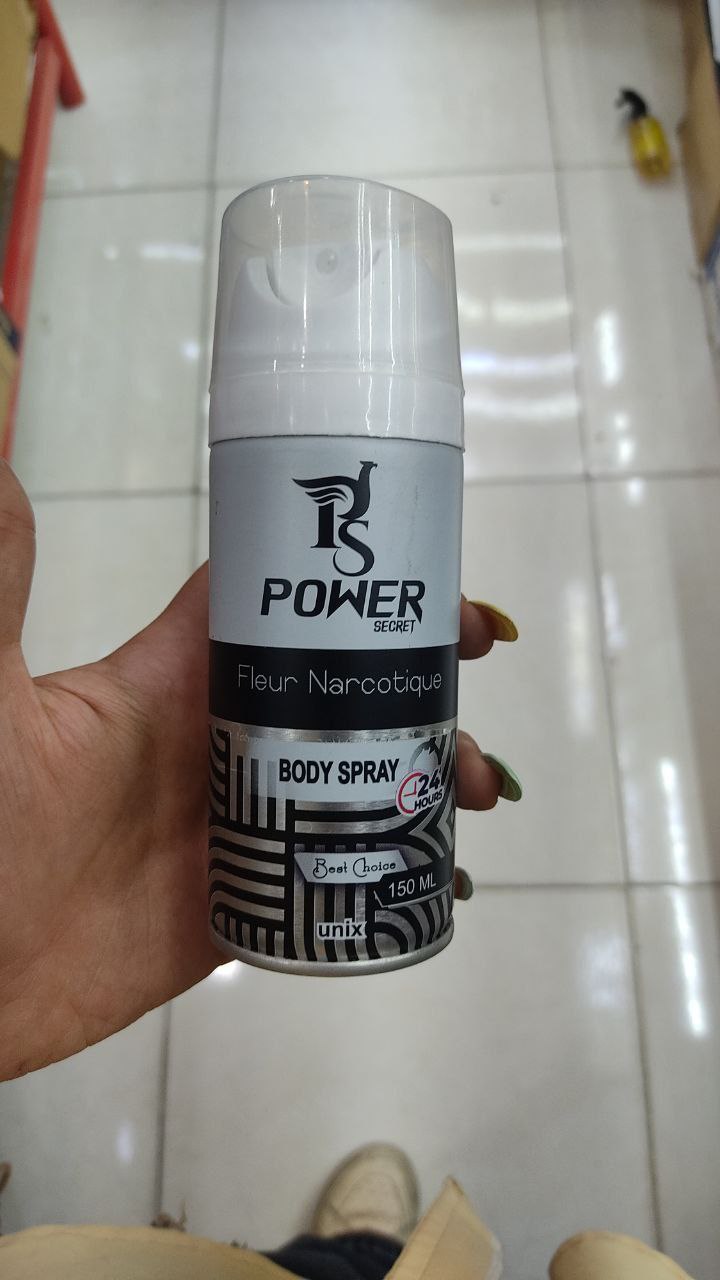 PS
POWER
SECRET
Fleur Narcotique
BODY SPRAY
24
HOURS
Best Choice
150 ML
unix